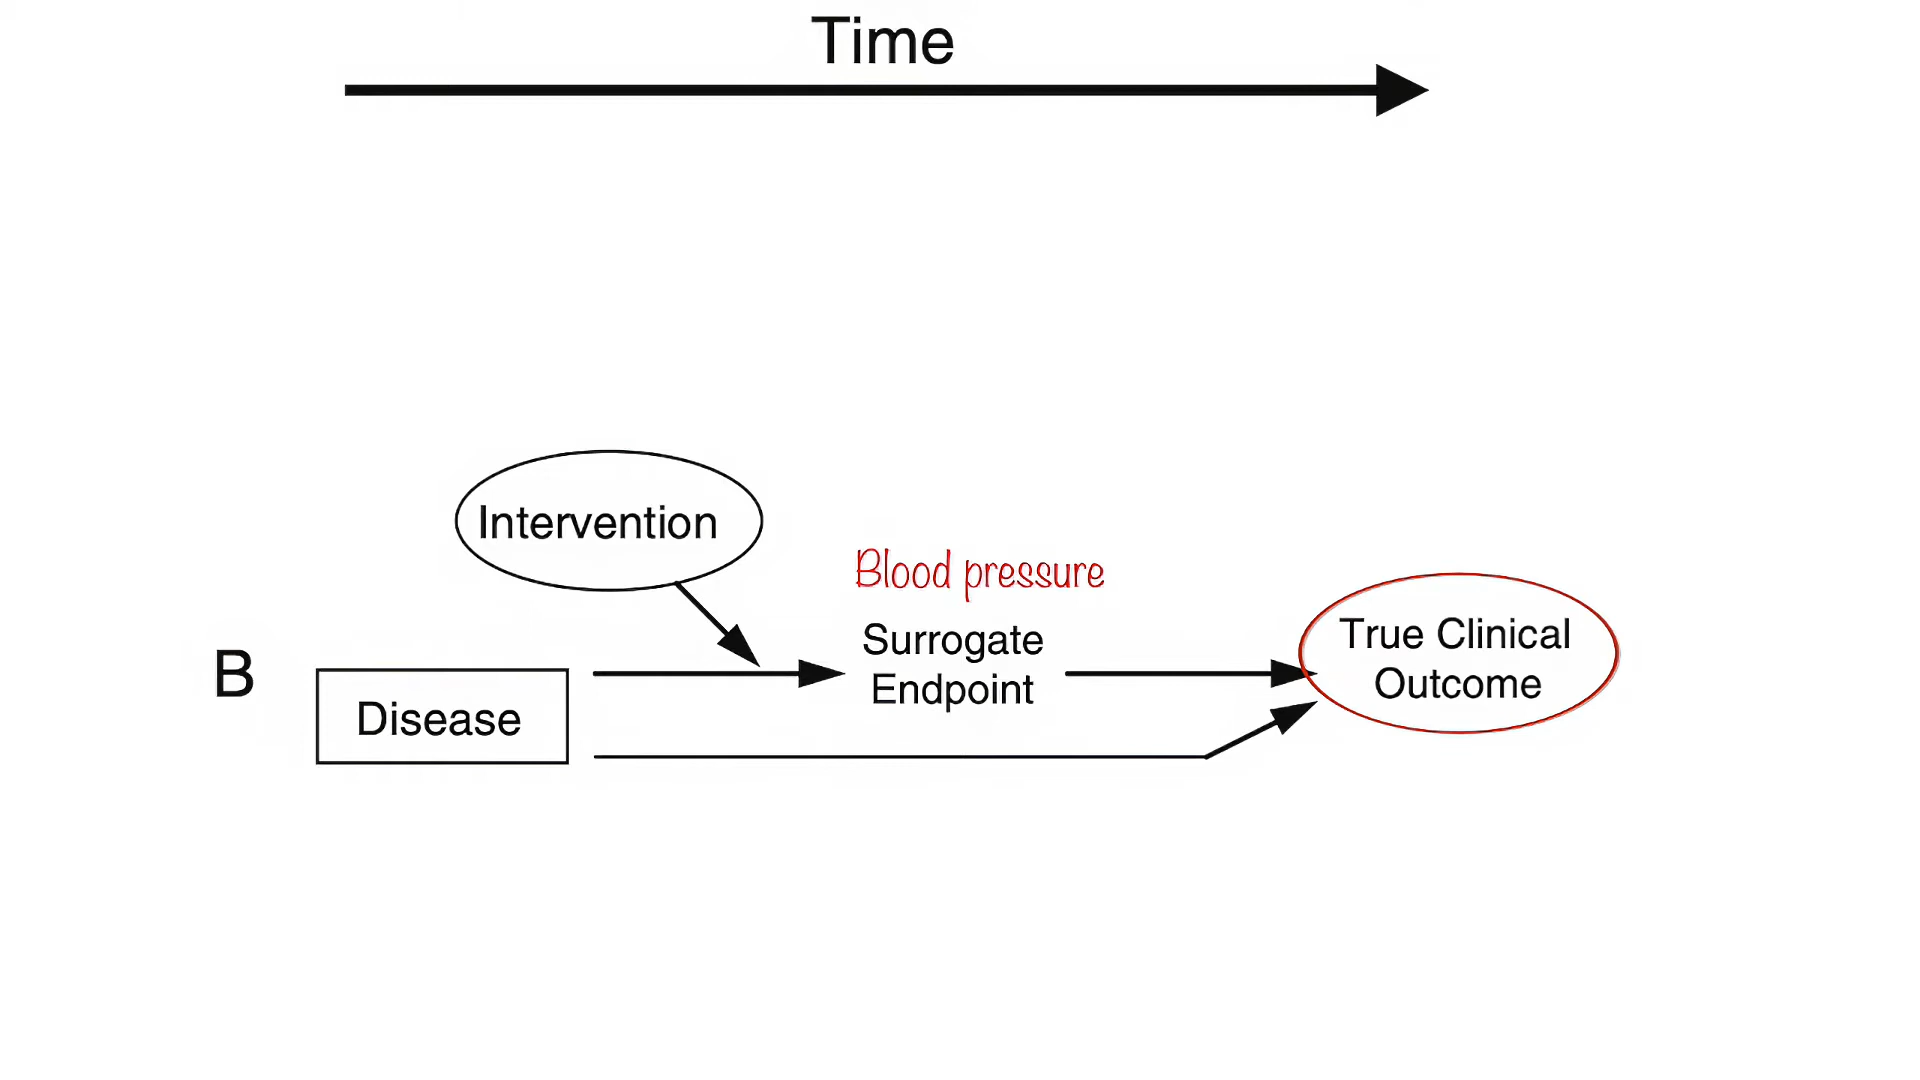 Time
Intervention
Blood pressure
Surrogate
Endpoint
True Clinical
Outcome
B
Disease